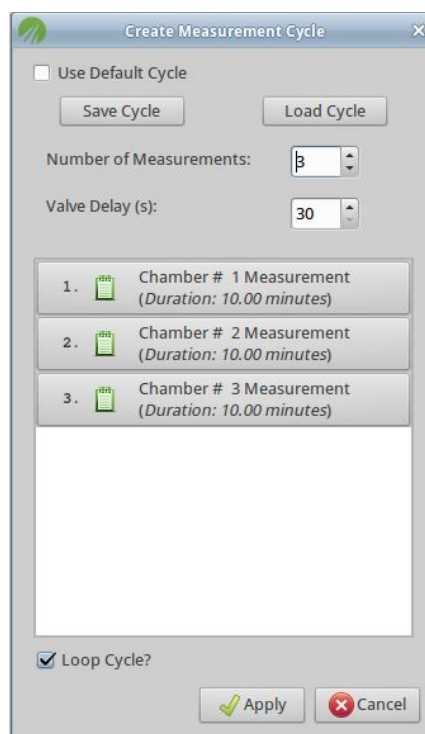 Create Measurement Cycle
Use Default Cycle
Save Cycle
Load Cycle
Number of Measurements:
3
Valve Delay (s):
30
1.
Chamber # 1 Measurement
(Duration: 10.00 minutes)
2.
Chamber # 2 Measurement
(Duration: 10.00 minutes)
3.
Chamber # 3 Measurement
(Duration: 10.00 minutes)
Loop Cycle?
Apply
Cancel